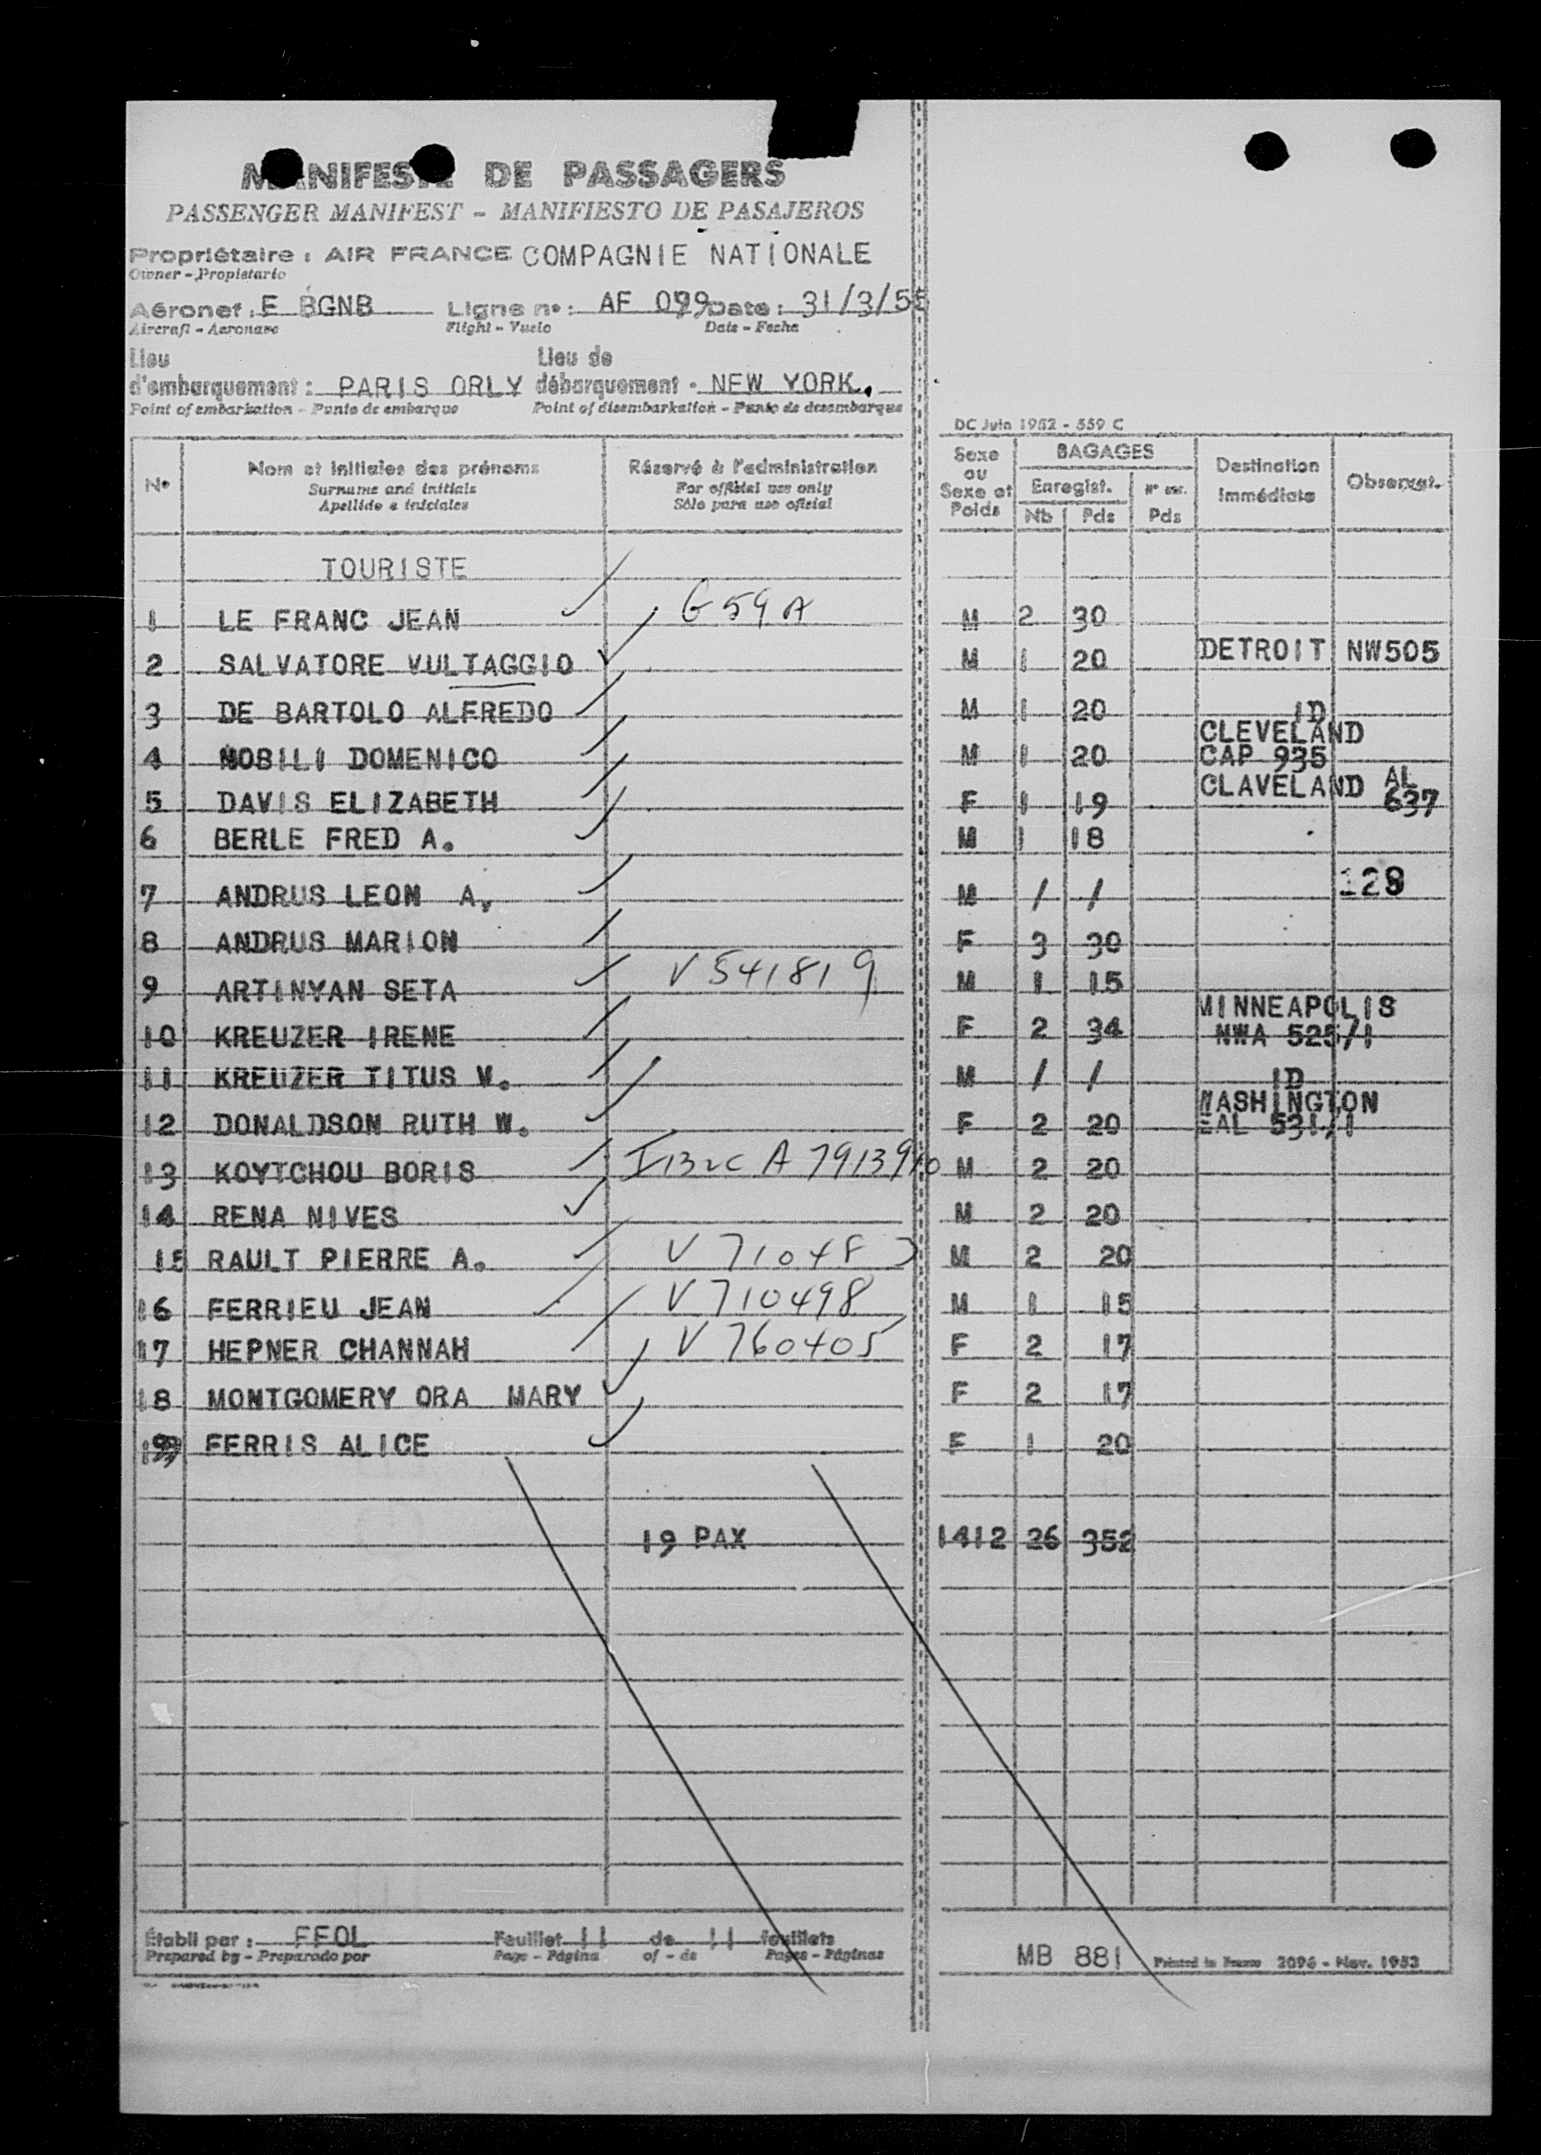 MANIFESTE DE PASSAGERS
PASSENGER MANIFEST - MANIFIESTO DE PASAJEROS
Propriétaire : AIR FRANCE COMPAGNIE NATIONALE
Owner - Propietario
Aéronef : F BGNB Ligne n° : AF 079 Date : 31/3/55
Aircraft - Aeronave Flight - Vuelo Date - Fecha
Lieu Lieu de
d'embarquement : PARIS ORLY débarquement : NEW YORK.
Point of embarkation - Punto de embarque Point of disembarkation - Punto de desembarque
DC Juin 1952 - 559 C
N° Nom et initiales des prénoms Réservé à l'administration Sexe ou Sexe et Poids BAGAGES Enregist. Nb Pds Pds Destination immédiate Observat.
Surname and initials For official use only
Apellido e iniciales Sólo para uso oficial
TOURISTE
1 LE FRANC JEAN G 59 A M 2 30
2 SALVATORE VULTAGGIO M 1 20 DETROIT NW505
3 DE BARTOLO ALFREDO M 1 20 ID
4 NOBILI DOMENICO M 1 20 CLEVELAND CAP 935
5 DAVIS ELIZABETH F 1 19 CLAVELAND AL 637
6 BERLE FRED A. M 1 18
7 ANDRUS LEON A. M / / 129
8 ANDRUS MARION F 3 30
9 ARTINYAN SETA V 541819 M 1 15
10 KREUZER IRENE F 2 34 MINNEAPOLIS NWA 525/1
11 KREUZER TITUS V. M / / ID
12 DONALDSON RUTH W. F 2 20 WASHINGTON EAL 531/1
13 KOYTCHOU BORIS I 132c A 7913910 M 2 20
14 RENA NIVES M 2 20
15 RAULT PIERRE A. V 71048 M 2 20
16 FERRIEU JEAN V 710498 M 1 15
17 HEPNER CHANNAH V 760405 F 2 17
18 MONTGOMERY ORA MARY F 2 17
19 FERRIS ALICE F 1 20
19 PAX 1412 26 352
Établi par : FEOL Feuillet 11 de 11 feuillets
Prepared by - Preparado por Page - Página of - de Pages - Páginas
MB 881 Printed in France 2096 - Nov. 1953